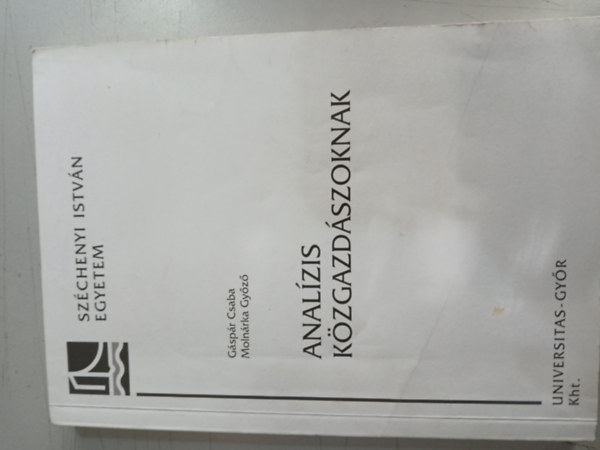 SZÉCHENYI ISTVÁN
EGYETEM
Gáspár Csaba
Molnárka Győző
ANALÍZIS
KÖZGAZDÁSZOKNAK
UNIVERSITAS-GYŐR
Kht.